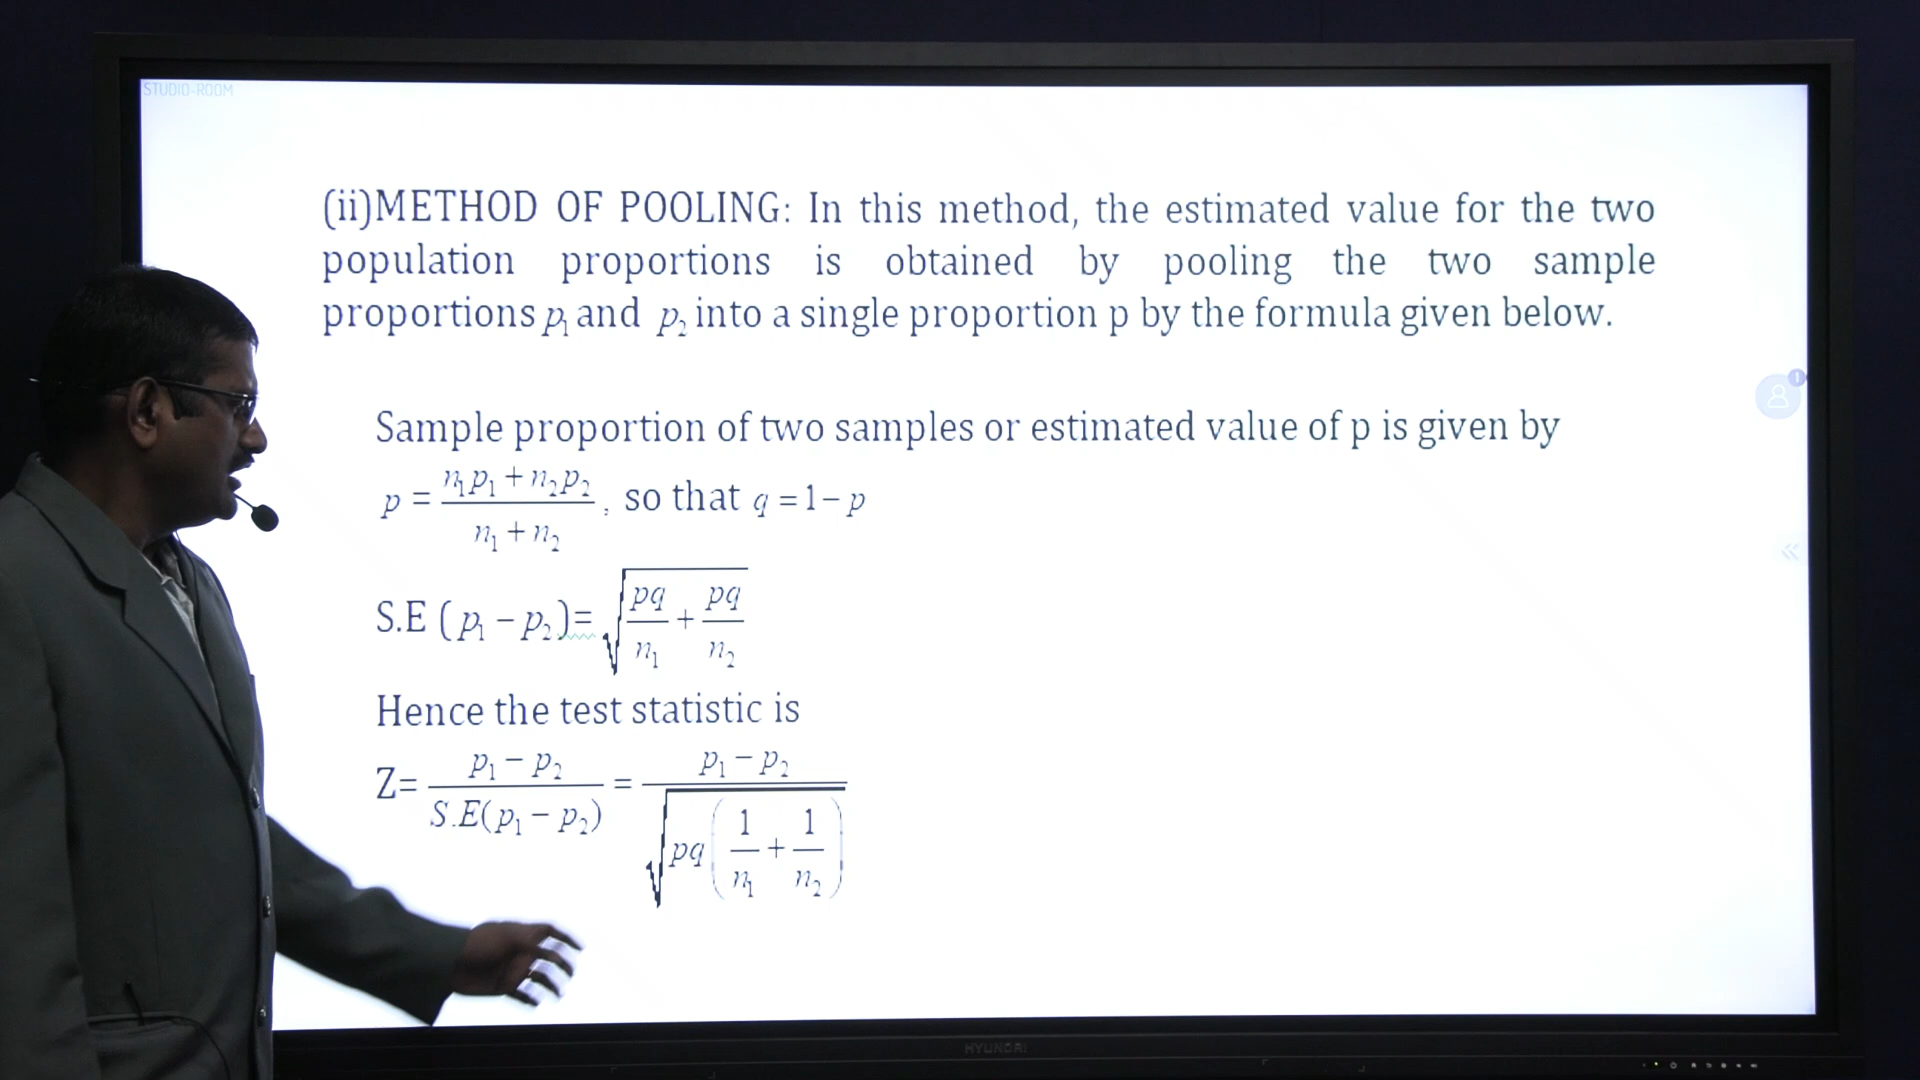 STUDIO-ROOM
(ii)METHOD OF POOLING: In this method, the estimated value for the two
population proportions is obtained by pooling the two sample
proportions p₁ and p₂ into a single proportion p by the formula given below.
Sample proportion of two samples or estimated value of p is given by
p = (n₁p₁ + n₂p₂)/(n₁ + n₂), so that q = 1 − p
S.E (p₁ − p₂)= √(pq/n₁ + pq/n₂)
Hence the test statistic is
Z= (p₁ − p₂)/(S.E(p₁ − p₂)) = (p₁ − p₂)/√(pq(1/n₁ + 1/n₂))
HYUNDAI